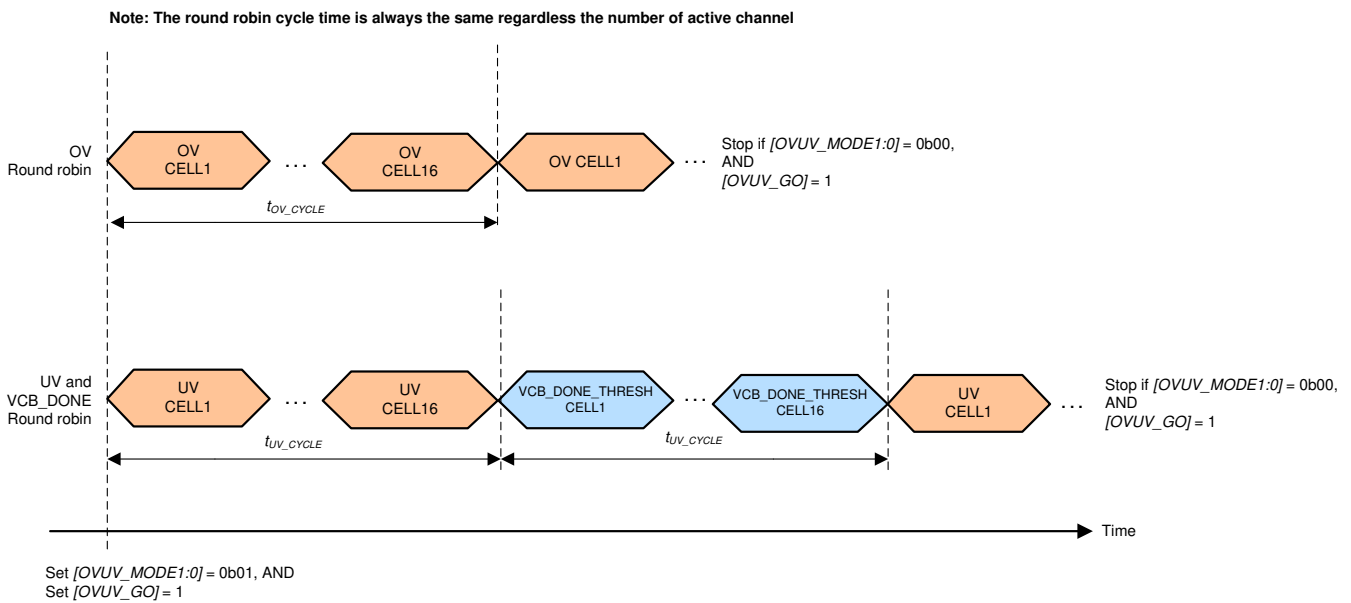 Note: The round robin cycle time is always the same regardless the number of active channel
OV
Round robin
OV
CELL1
...
OV
CELL16
OV CELL1
...
Stop if [OVUV_MODE1:0] = 0b00,
AND
[OVUV_GO] = 1
tOV_CYCLE
UV and
VCB_DONE
Round robin
UV
CELL1
...
UV
CELL16
VCB_DONE_THRESH
CELL1
...
VCB_DONE_THRESH
CELL16
UV
CELL1
...
Stop if [OVUV_MODE1:0] = 0b00,
AND
[OVUV_GO] = 1
tUV_CYCLE
tUV_CYCLE
Time
Set [OVUV_MODE1:0] = 0b01, AND
Set [OVUV_GO] = 1